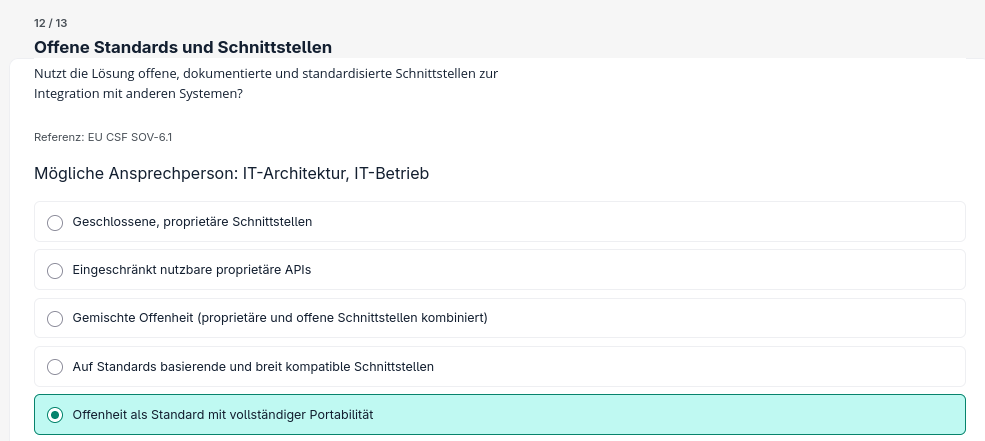 12 / 13
Offene Standards und Schnittstellen
Nutzt die Lösung offene, dokumentierte und standardisierte Schnittstellen zur
Integration mit anderen Systemen?
Referenz: EU CSF SOV-6.1
Mögliche Ansprechperson: IT-Architektur, IT-Betrieb
Geschlossene, proprietäre Schnittstellen
Eingeschränkt nutzbare proprietäre APIs
Gemischte Offenheit (proprietäre und offene Schnittstellen kombiniert)
Auf Standards basierende und breit kompatible Schnittstellen
Offenheit als Standard mit vollständiger Portabilität